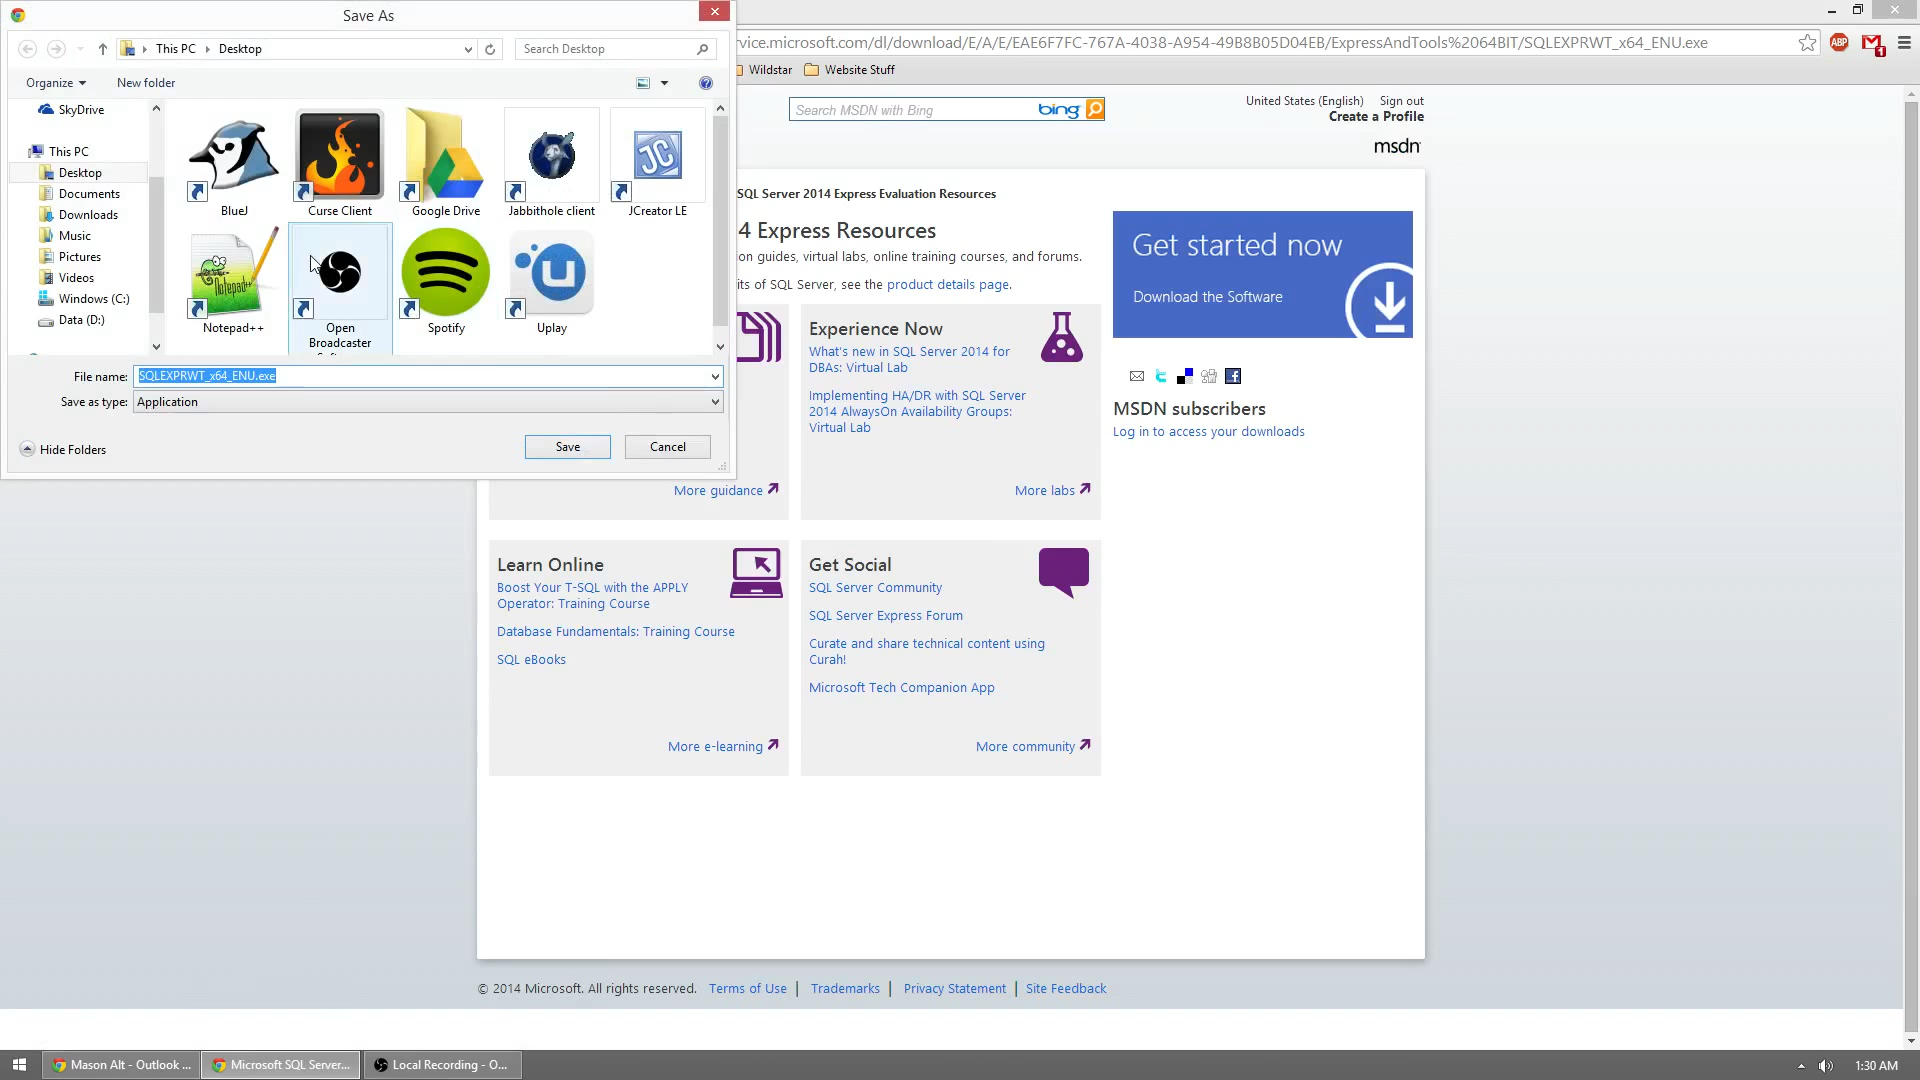 Save As
This PC
Desktop
Search Desktop
Organize
New folder
SkyDrive
This PC
Desktop
Documents
Downloads
Music
Pictures
Videos
Windows (C:)
Data (D:)
BlueJ
Curse Client
Google Drive
Jabbithole client
JCreator LE
Notepad++
Open
Broadcaster
Spotify
Uplay
File name:
SQLEXPRWT_x64_ENU.exe
Save as type:
Application
Hide Folders
Save
Cancel
rvice.microsoft.com/dl/download/E/A/E/EAE6F7FC-767A-4038-A954-49B8B05D04EB/ExpressAndTools%2064BIT/SQLEXPRWT_x64_ENU.exe
ABP
1
Wildstar
Website Stuff
Search MSDN with Bing
bing
United States (English)
Sign out
Create a Profile
msdn
SQL Server 2014 Express Evaluation Resources
4 Express Resources
on guides, virtual labs, online training courses, and forums.
its of SQL Server, see the product details page.
Get started now
Download the Software
Experience Now
What's new in SQL Server 2014 for
DBAs: Virtual Lab
Implementing HA/DR with SQL Server
2014 AlwaysOn Availability Groups:
Virtual Lab
More guidance
More labs
MSDN subscribers
Log in to access your downloads
Learn Online
Boost Your T-SQL with the APPLY
Operator: Training Course
Database Fundamentals: Training Course
SQL eBooks
More e-learning
Get Social
SQL Server Community
SQL Server Express Forum
Curate and share technical content using
Curah!
Microsoft Tech Companion App
More community
© 2014 Microsoft. All rights reserved.
Terms of Use
Trademarks
Privacy Statement
Site Feedback
Mason Alt - Outlook ...
Microsoft SQL Server...
Local Recording - O...
1:30 AM